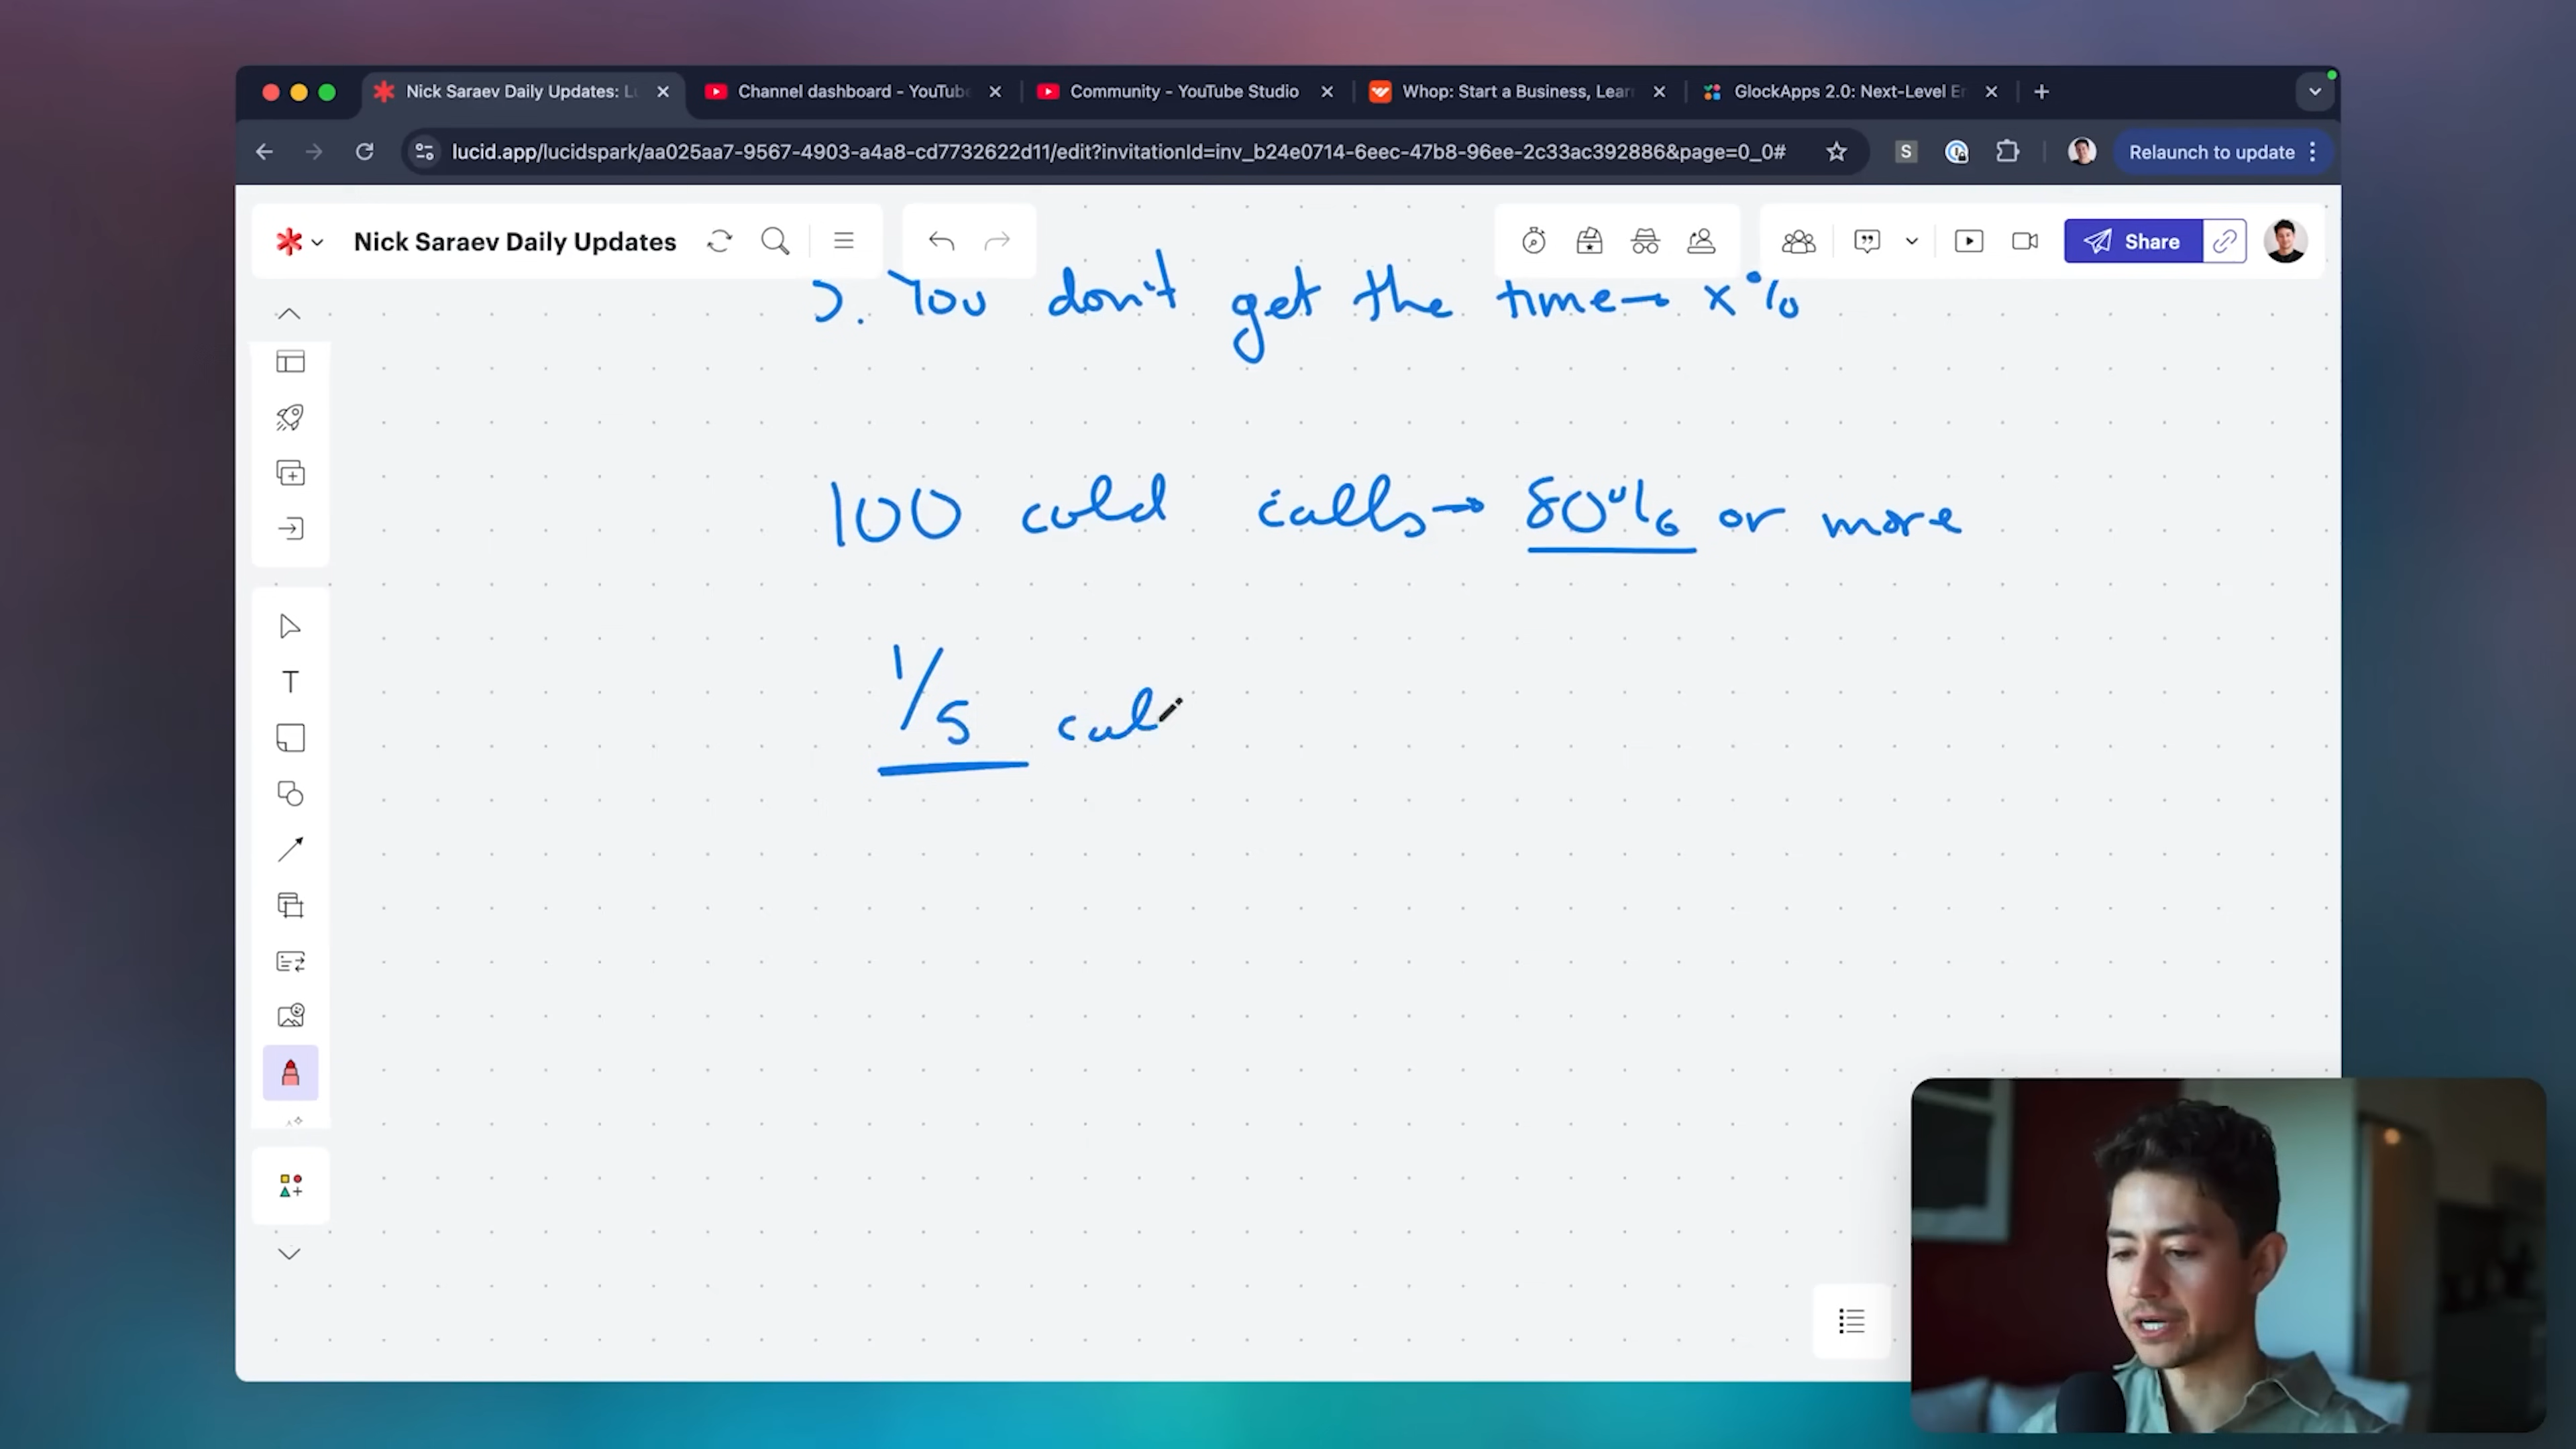 Nick Saraev Daily Updates: Lu
Channel dashboard - YouTube
Community - YouTube Studio
Whop: Start a Business, Lear
GlockApps 2.0: Next-Level Em
lucid.app/lucidspark/aa025aa7-9567-4903-a4a8-cd7732622d11/edit?invitationId=inv_b24e0714-6eec-47b8-96ee-2c33ac392886&page=0_0#
S
Relaunch to update
Nick Saraev Daily Updates
Share
You don't get the time → x%
100 cold calls → 80% or more
1/5 cal
T